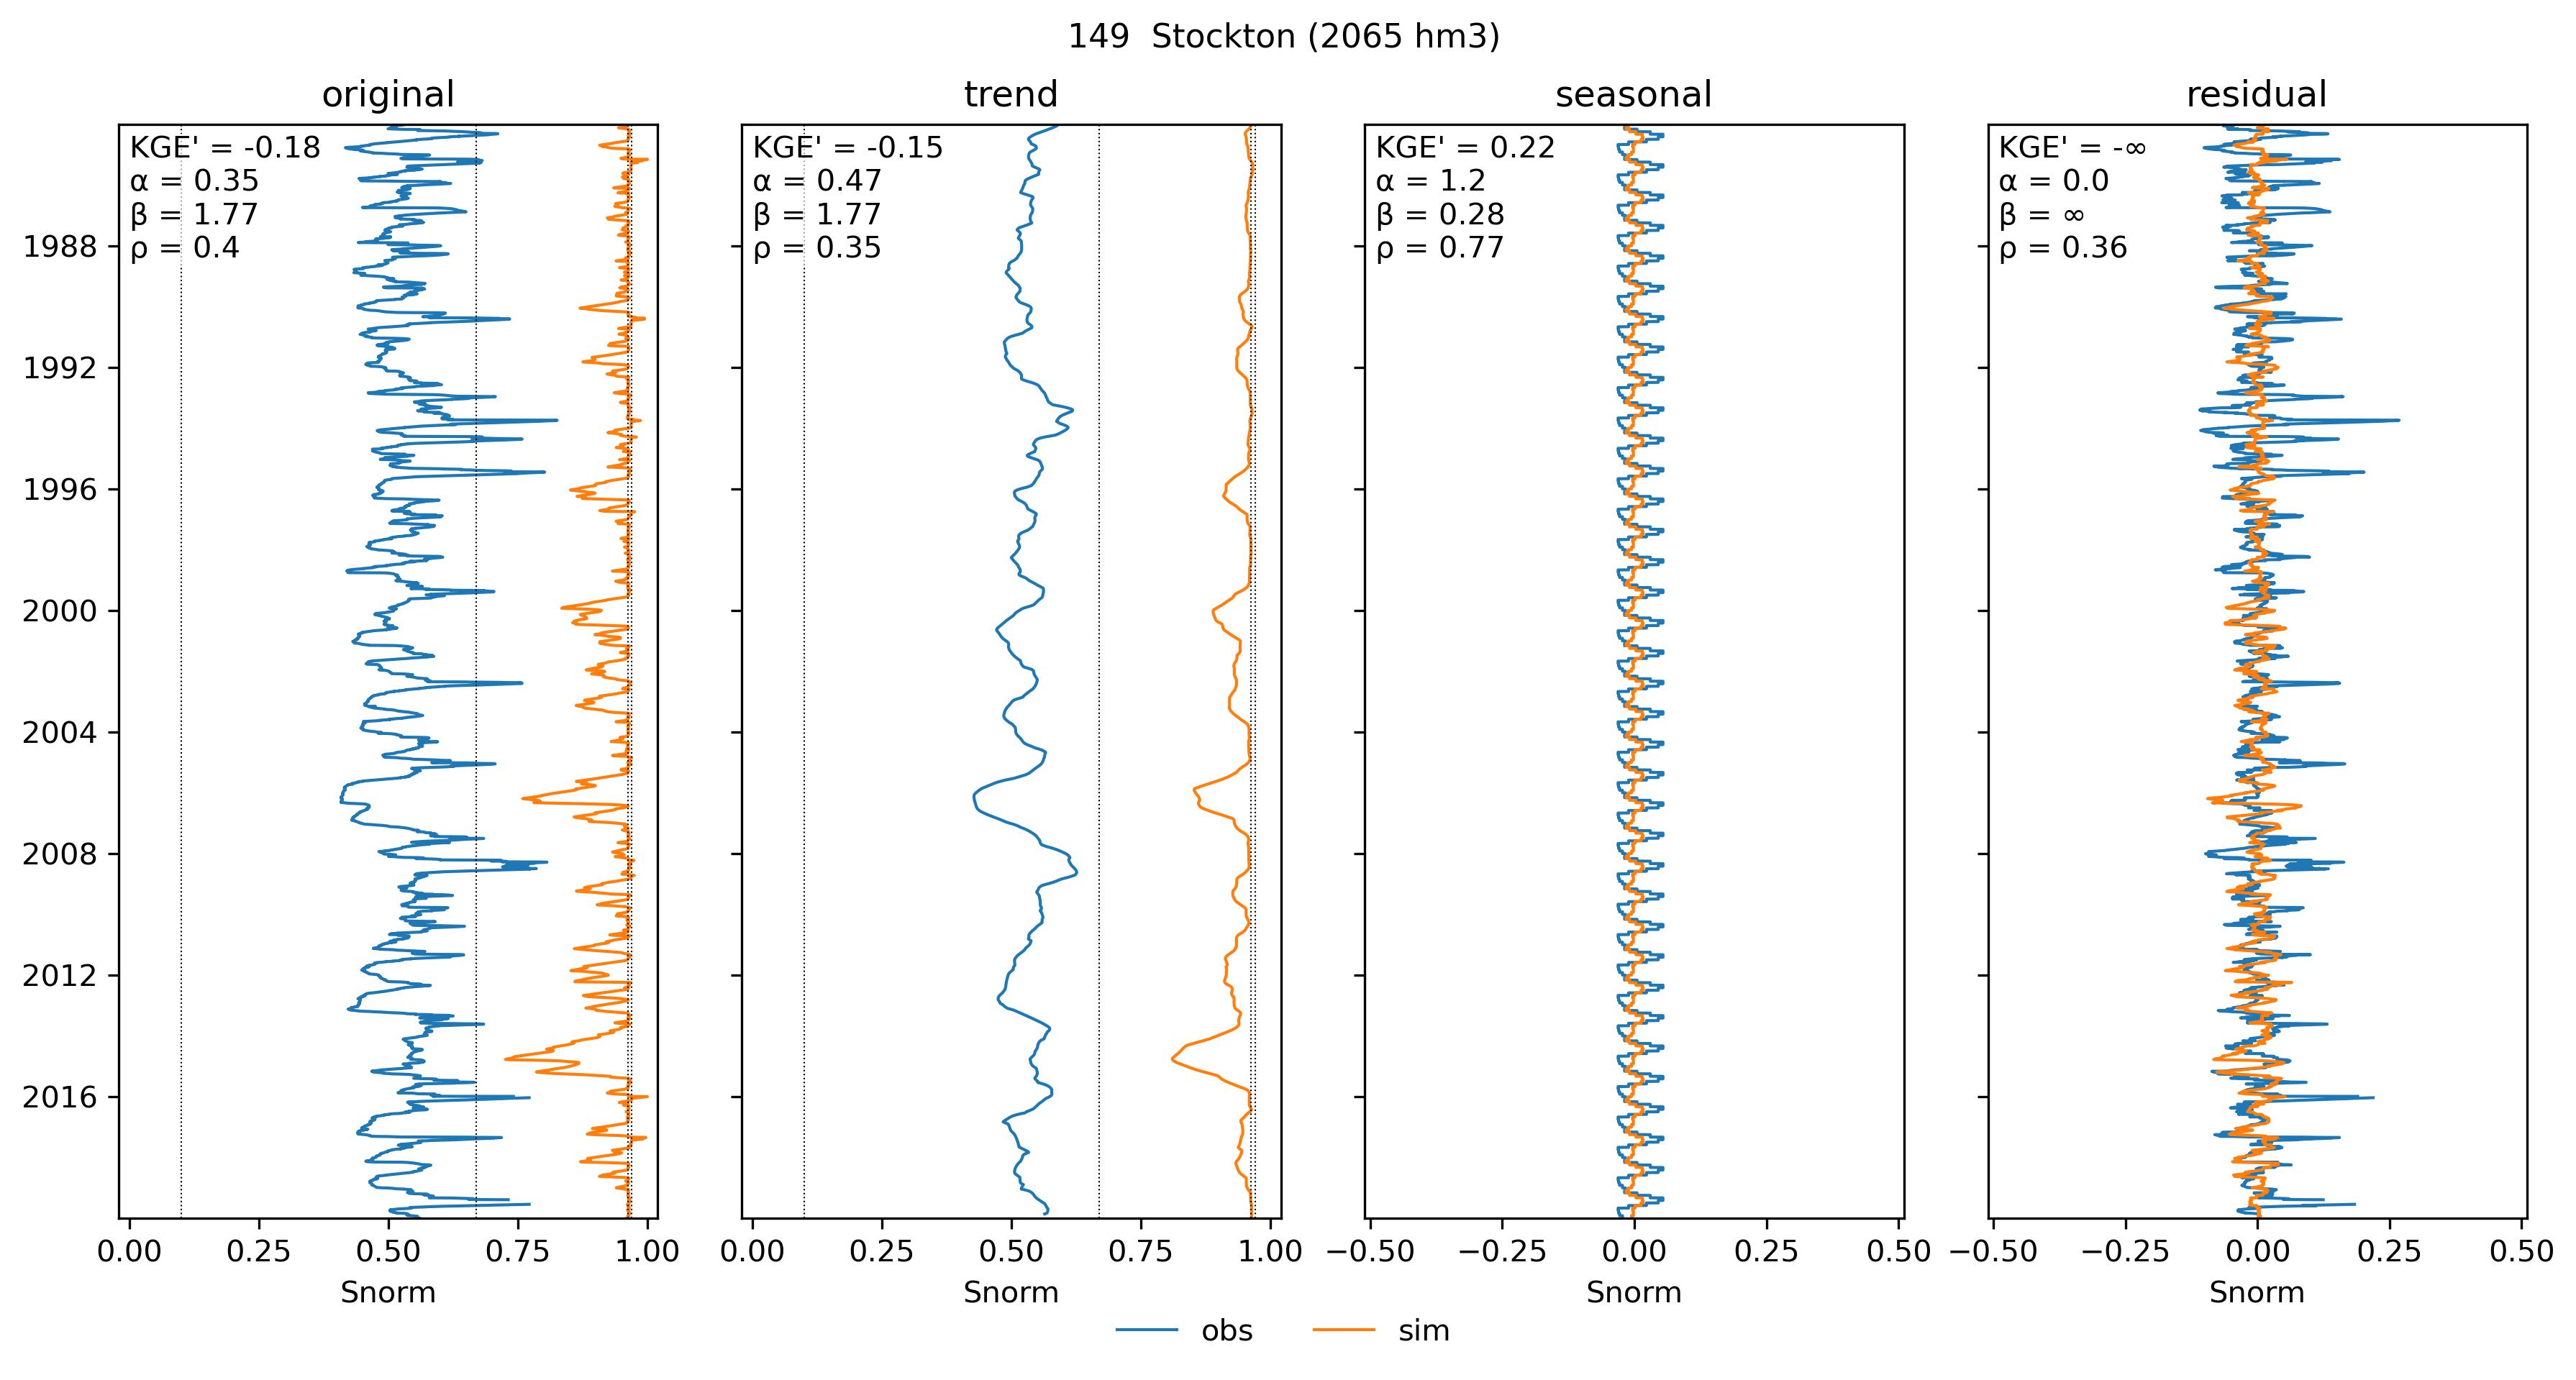 149  Stockton (2065 hm3)
original
KGE' = -0.18
α = 0.35
β = 1.77
ρ = 0.4
1988
1992
1996
2000
2004
2008
2012
2016
0.00 0.25 0.50 0.75 1.00
Snorm
trend
KGE' = -0.15
α = 0.47
β = 1.77
ρ = 0.35
0.00 0.25 0.50 0.75 1.00
Snorm
seasonal
KGE' = 0.22
α = 1.2
β = 0.28
ρ = 0.77
−0.50 −0.25 0.00 0.25 0.50
Snorm
residual
KGE' = -∞
α = 0.0
β = ∞
ρ = 0.36
−0.50 −0.25 0.00 0.25 0.50
Snorm
obs sim